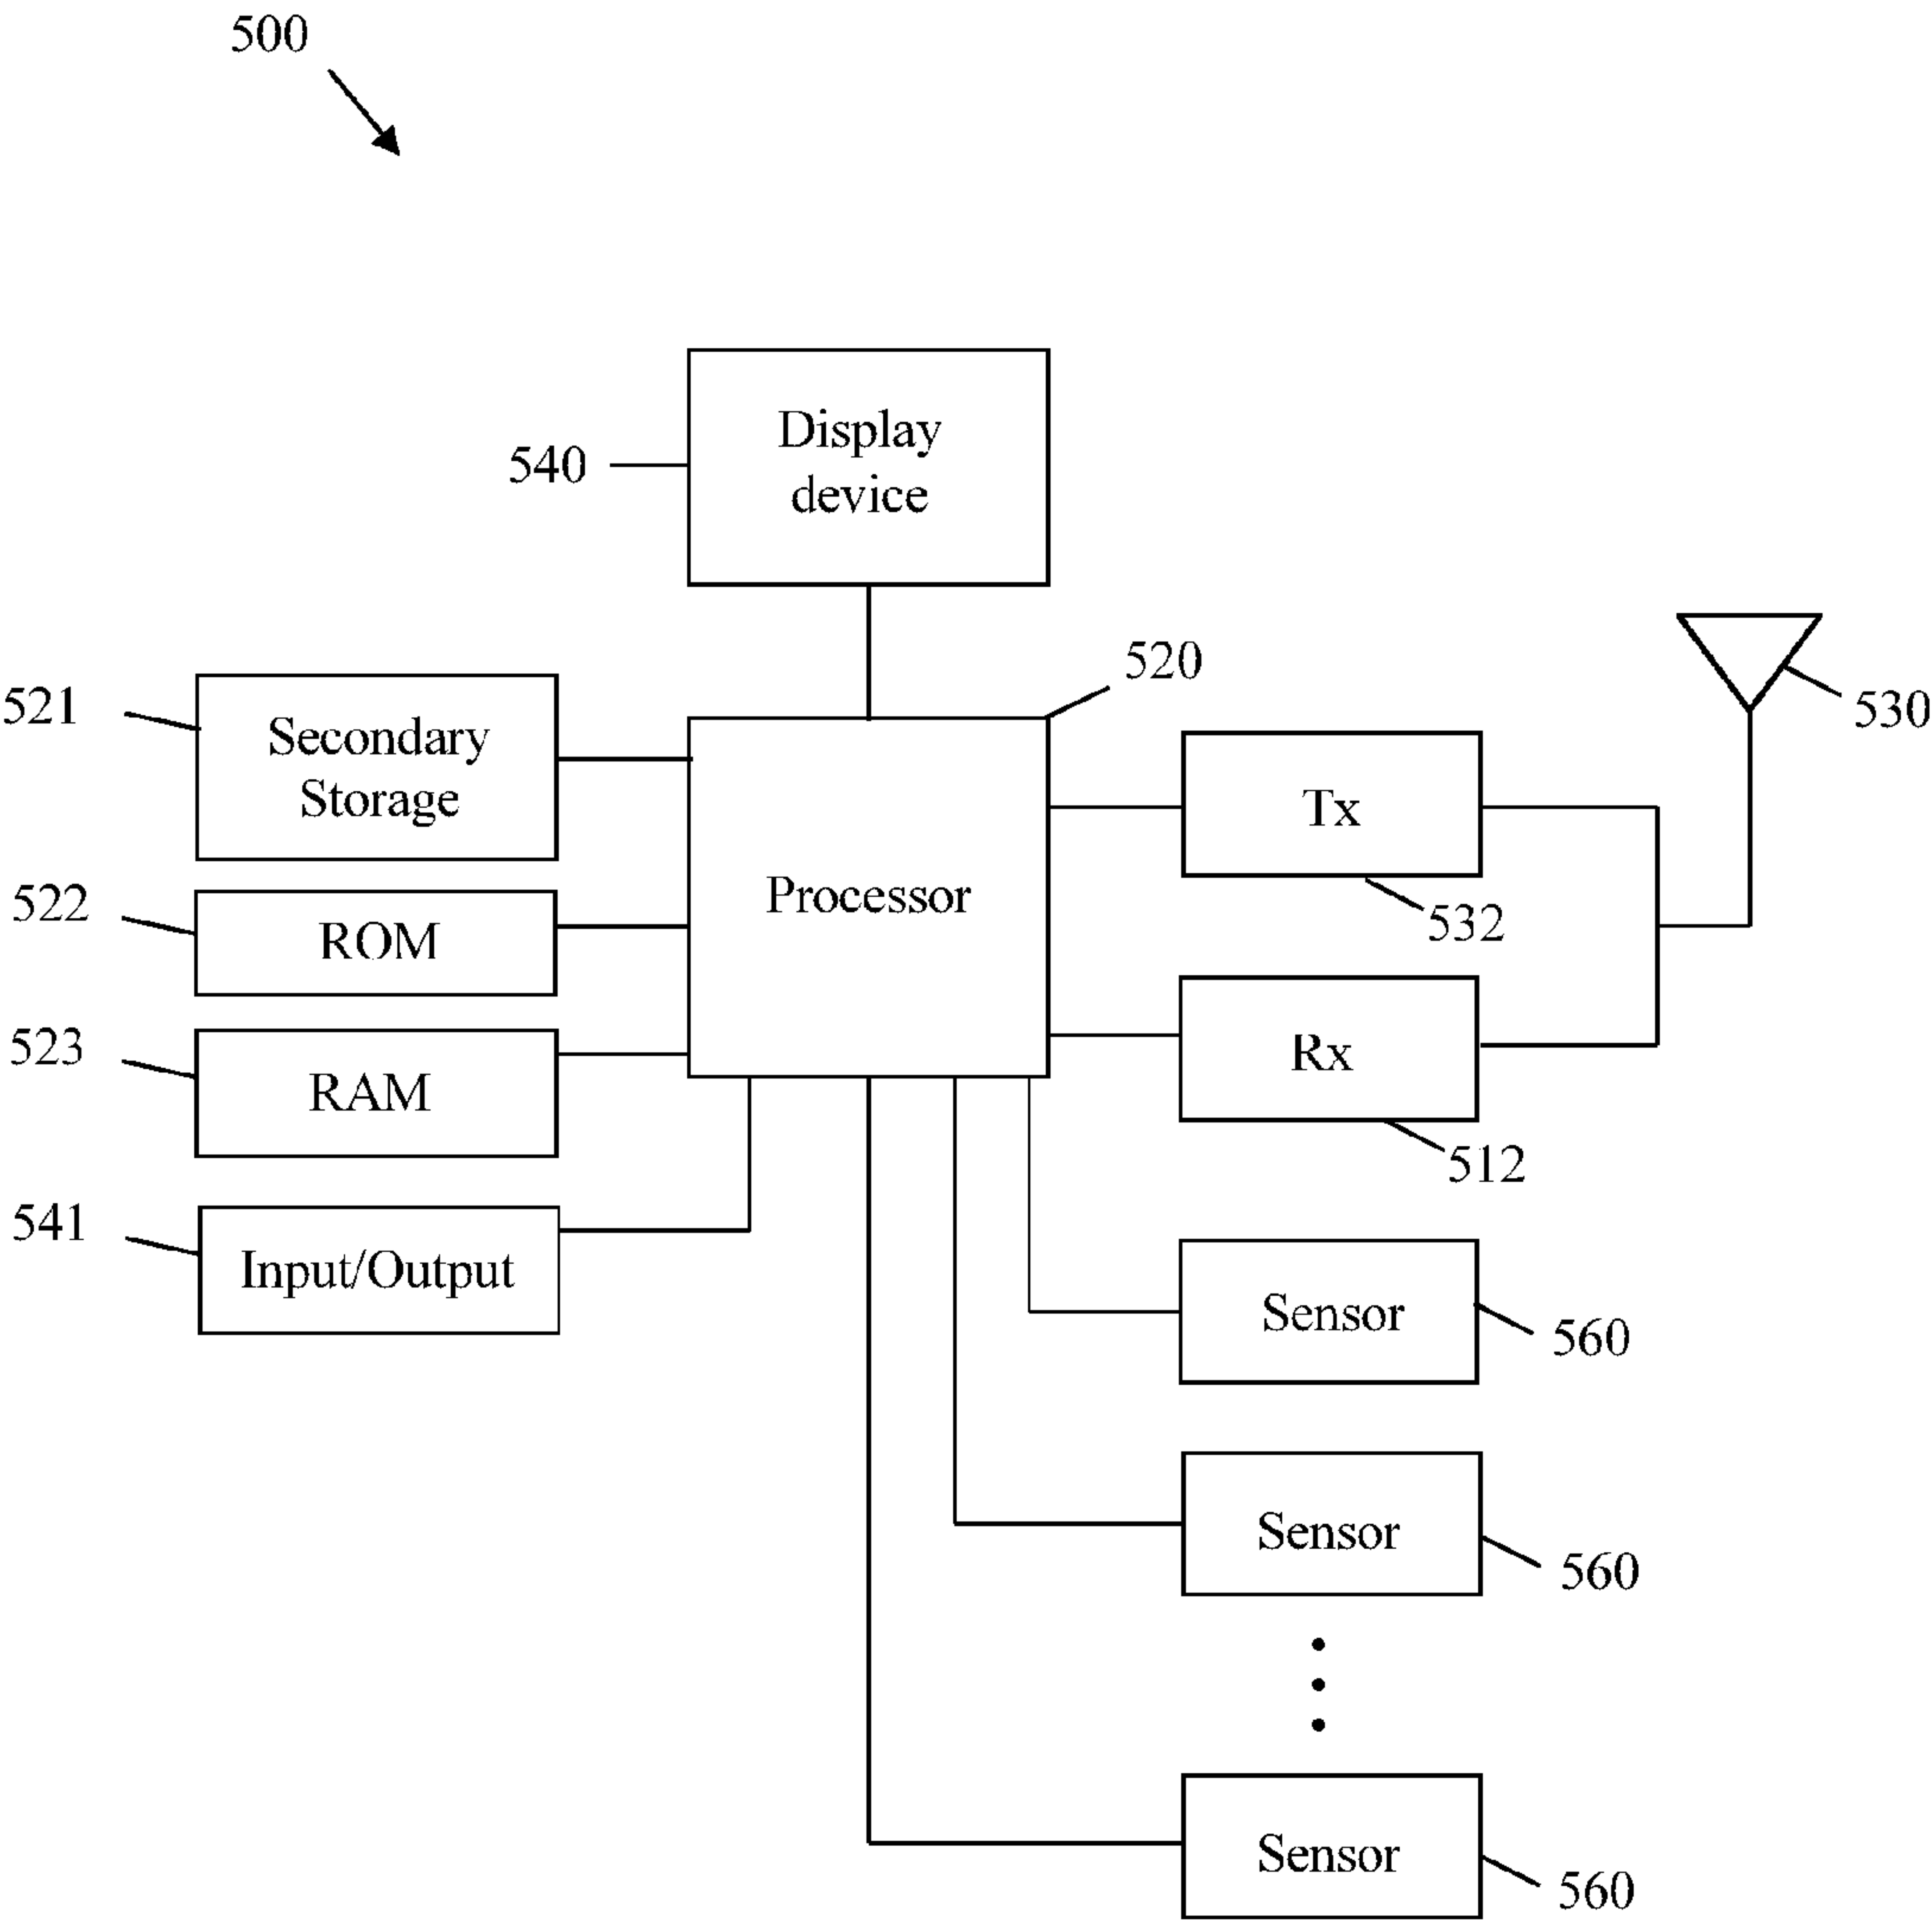 500
Display
device
540
520
530
521
Secondary
Storage
Tx
532
522
ROM
Processor
523
RAM
Rx
512
541
Input/Output
Sensor
560
Sensor
560
Sensor
560